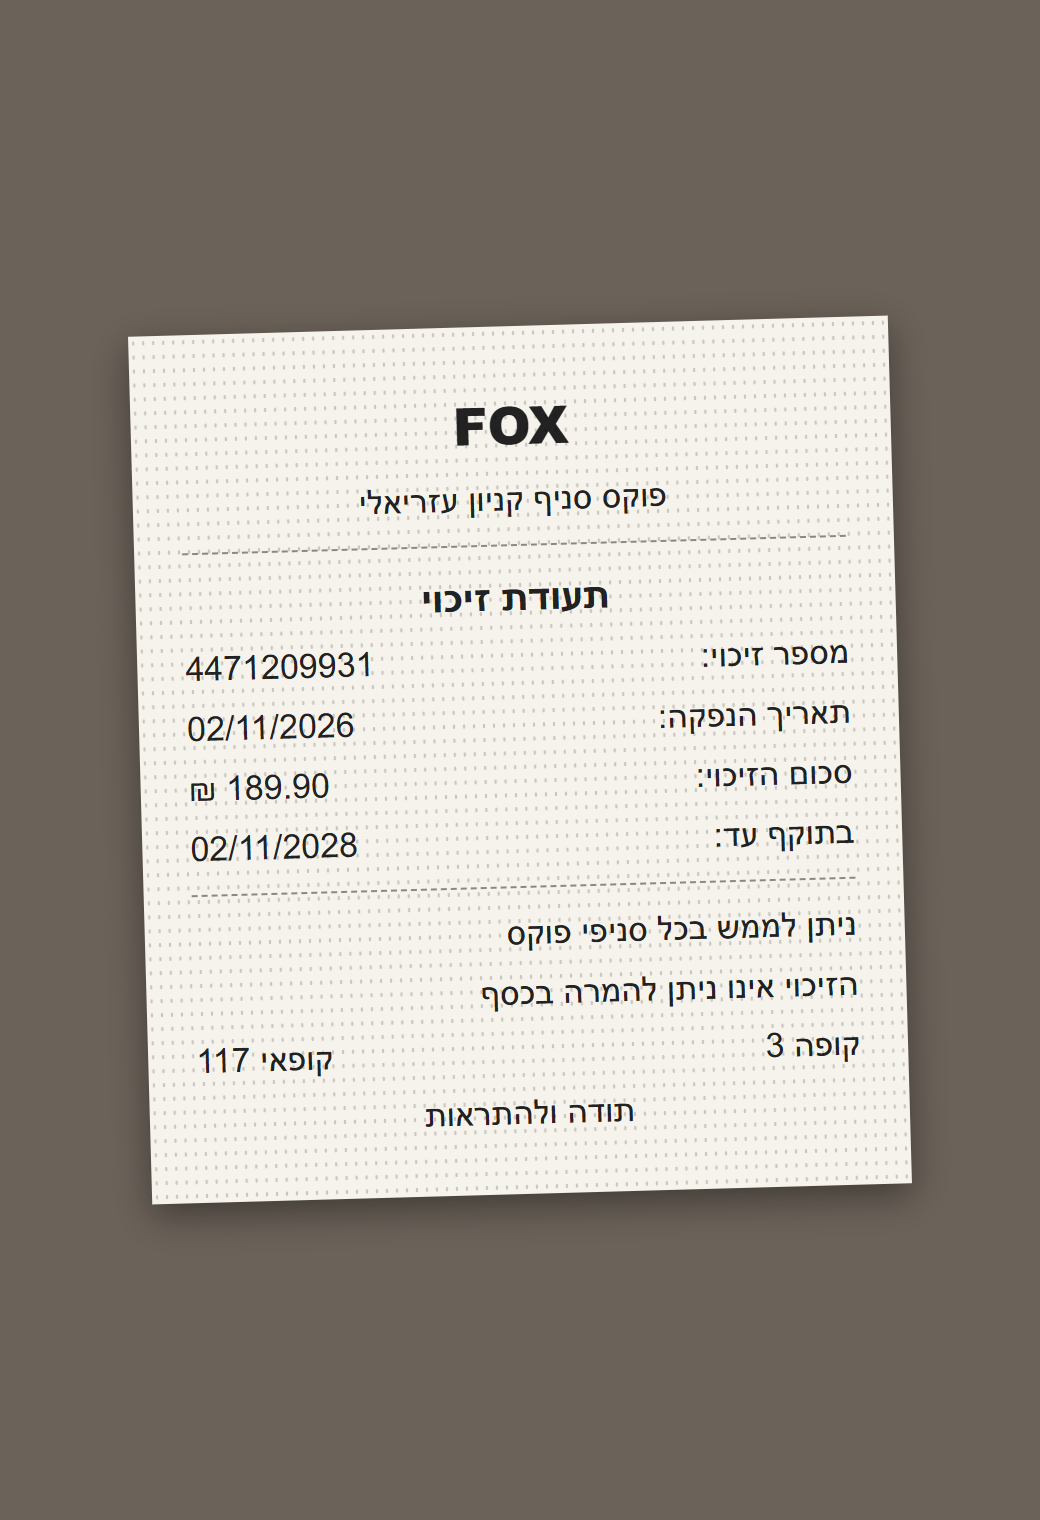 FOX
פוקס סניף קניון עזריאלי
תעודת זיכוי
מספר זיכוי: 4471209931
תאריך הנפקה: 02/11/2026
סכום הזיכוי: 189.90 ₪
בתוקף עד: 02/11/2028
ניתן לממש בכל סניפי פוקס
הזיכוי אינו ניתן להמרה בכסף
קופה 3 קופאי 117
תודה ולהתראות